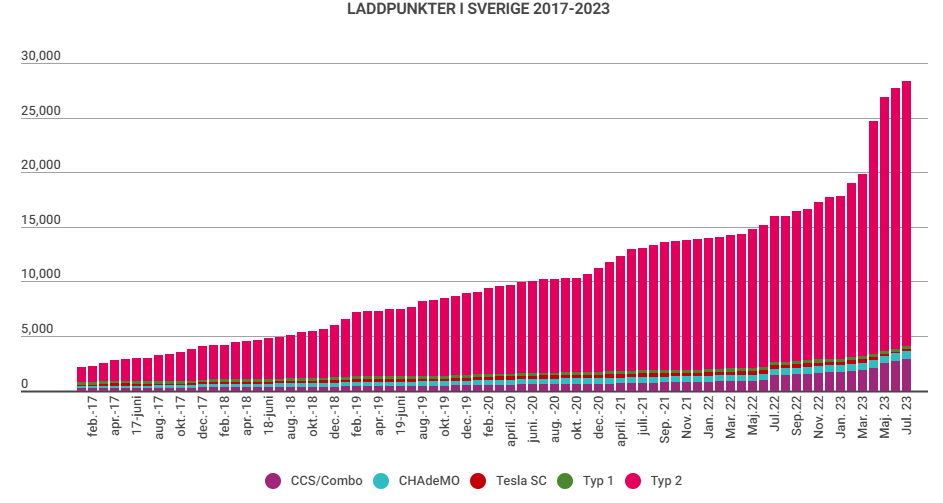 LADDPUNKTER I SVERIGE 2017-2023
30,000
25,000
20,000
15,000
10,000
5,000
0
feb.-17
apr.-17
17-juni
aug.-17
okt.-17
dec.-17
feb.-18
apr.-18
18-juni
aug.-18
okt.-18
dec.-18
feb.-19
apr.-19
19-juni
aug.-19
okt.-19
dec.-19
feb.-20
april. -20
juni. -20
aug. -20
okt. -20
dec. -20
april. -21
juli. -21
Sep. -21
Nov. 21
Jan. 22
Mar. 22
Maj.22
Jul. 22
Sep.22
Nov. 22
Jan. 23
Mar. 23
Maj. 23
Jul. 23
CCS/Combo CHAdeMO Tesla SC Typ 1 Typ 2